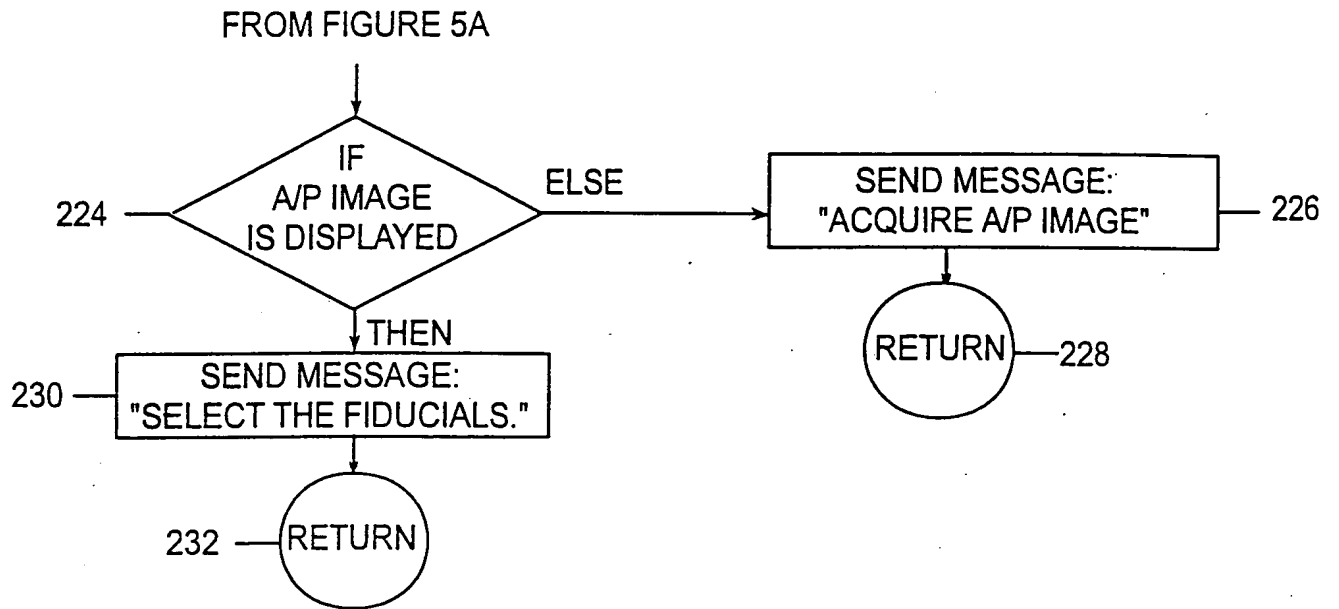 FROM FIGURE 5A
IF
A/P IMAGE
IS DISPLAYED
224
ELSE
SEND MESSAGE:
"ACQUIRE A/P IMAGE"
226
RETURN
228
THEN
SEND MESSAGE:
"SELECT THE FIDUCIALS."
230
RETURN
232